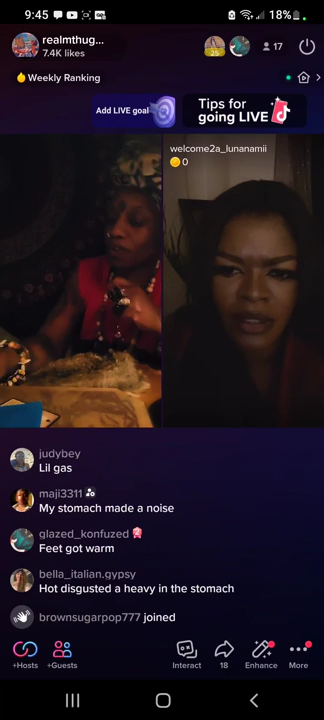 9:45
18%
realmthug...
7.4K likes
25
17
Weekly Ranking
Add LIVE goal
Tips for
going LIVE
welcome2a_lunanamii
0
judybey
Lil gas
maji3311
My stomach made a noise
glazed_konfuzed
Feet got warm
bella_italian.gypsy
Hot disgusted a heavy in the stomach
brownsugarpop777 joined
+Hosts
+Guests
Interact
18
Enhance
More